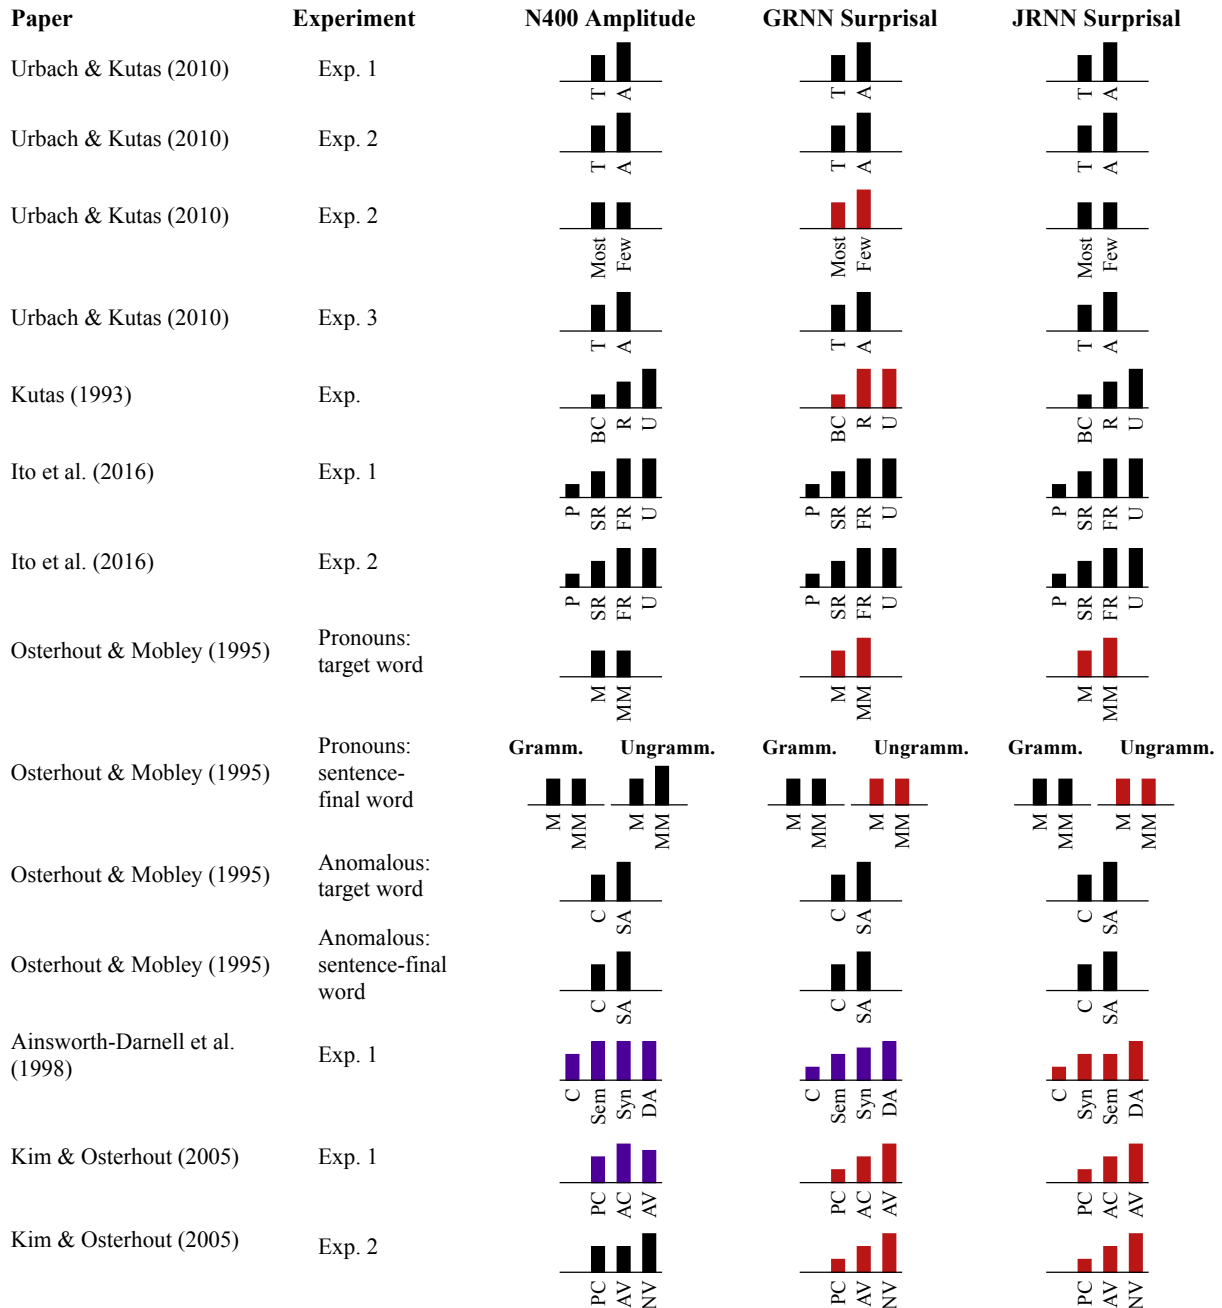 Paper Experiment N400 Amplitude GRNN Surprisal JRNN Surprisal
Urbach & Kutas (2010) Exp. 1
T A T A T A
Urbach & Kutas (2010) Exp. 2
T A T A T A
Urbach & Kutas (2010) Exp. 2
Most Few Most Few Most Few
Urbach & Kutas (2010) Exp. 3
T A T A T A
Kutas (1993) Exp.
BC R U BC R U BC R U
Ito et al. (2016) Exp. 1
P SR FR U P SR FR U P SR FR U
Ito et al. (2016) Exp. 2
P SR FR U P SR FR U P SR FR U
Osterhout & Mobley (1995) Pronouns:
target word
M MM M MM M MM
Osterhout & Mobley (1995) Pronouns:
sentence-
final word
Gramm. Ungramm. Gramm. Ungramm. Gramm. Ungramm.
M MM M MM M MM M MM M MM M MM
Osterhout & Mobley (1995) Anomalous:
target word
C SA C SA C SA
Osterhout & Mobley (1995) Anomalous:
sentence-final
word
C SA C SA C SA
Ainsworth-Darnell et al.
(1998) Exp. 1
C Sem Syn DA C Sem Syn DA C Syn Sem DA
Kim & Osterhout (2005) Exp. 1
PC AC AV PC AC AV PC AC AV
Kim & Osterhout (2005) Exp. 2
PC AV NV PC AV NV PC AV NV